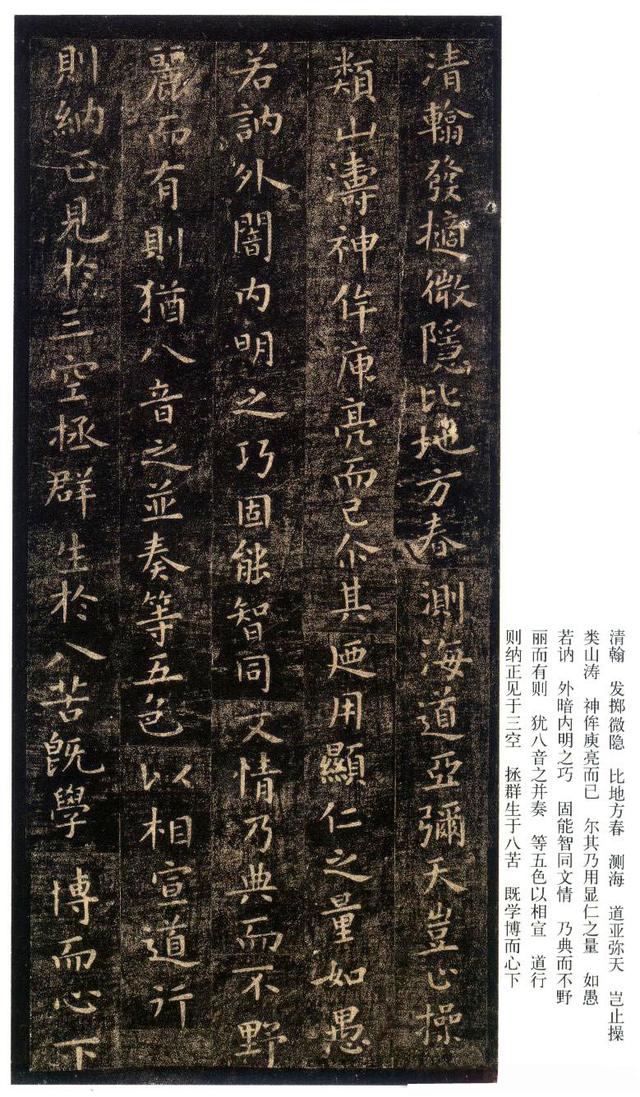 清翰發擿微隱比地方春測海道亞彌天豈止操
類山濤神侔庾亮而已尒其迺用顯仁之量如愚
若訥外闇内明之巧固能智同文情乃典而不野
麗而有則猶八音之並奏等五色以相宣道行
則納正見於三空拯群生於八苦既學博而心下
清翰 发掷微隐 比地方春 测海 道亚弥天 岂止操
类山涛 神侔庾亮而已 尔其乃用显仁之量 如愚
若讷 外暗内明之巧 固能智同文情 乃典而不野
丽而有则 犹八音之并奏 等五色以相宣 道行
则纳正见于三空 拯群生于八苦 既学博而心下